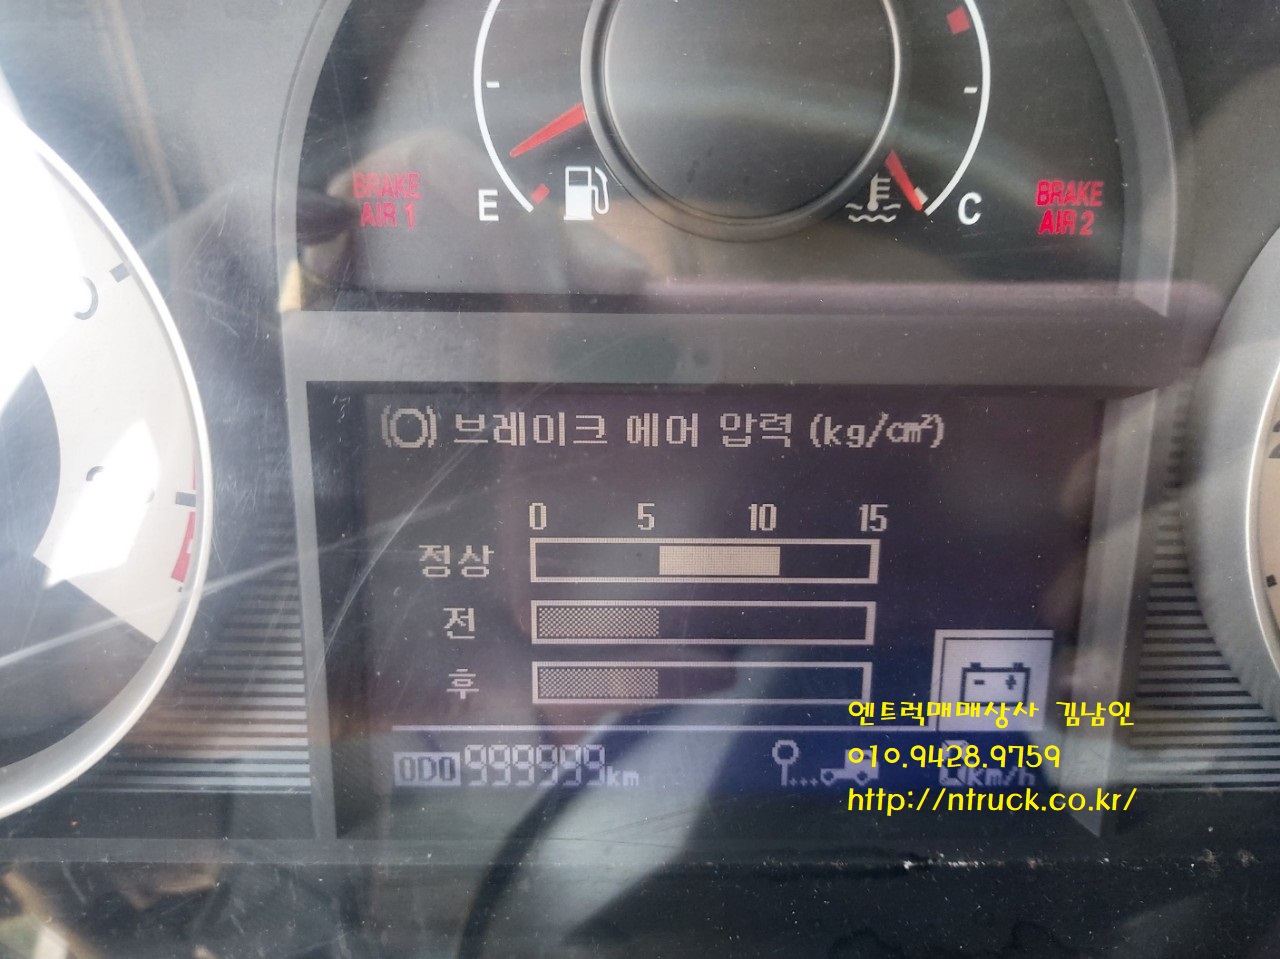 E
BRAKE
AIR 1
C
BRAKE
AIR 2
브레이크 에어 압력 (kg/cm²)
0 5 10 15
정상
전
후
ODO 999999km
0km/h
엔트럭매매상사 김남인
010.9428.9759
http://ntruck.co.kr/